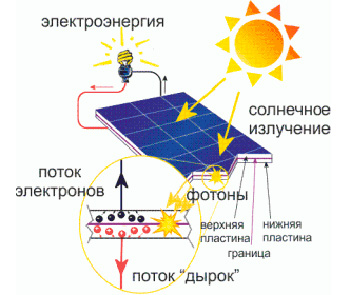 электроэнергия
солнечное
излучение
поток
электронов
фотоны
верхняя
пластина
нижняя
пластина
граница
поток "дырок"